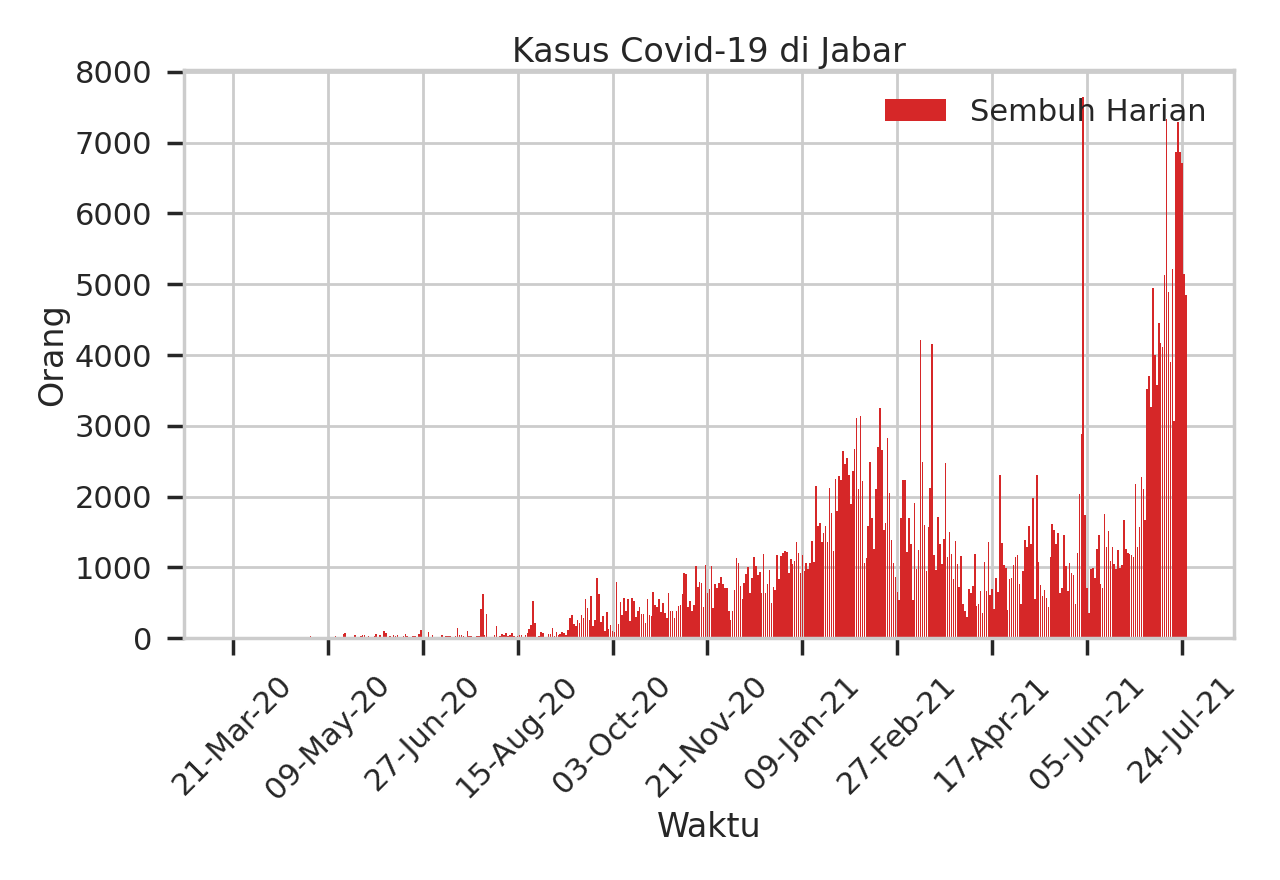 Kasus Covid-19 di Jabar
Sembuh Harian
Orang
8000
7000
6000
5000
4000
3000
2000
1000
0
21-Mar-20
09-May-20
27-Jun-20
15-Aug-20
03-Oct-20
21-Nov-20
09-Jan-21
27-Feb-21
17-Apr-21
05-Jun-21
24-Jul-21
Waktu